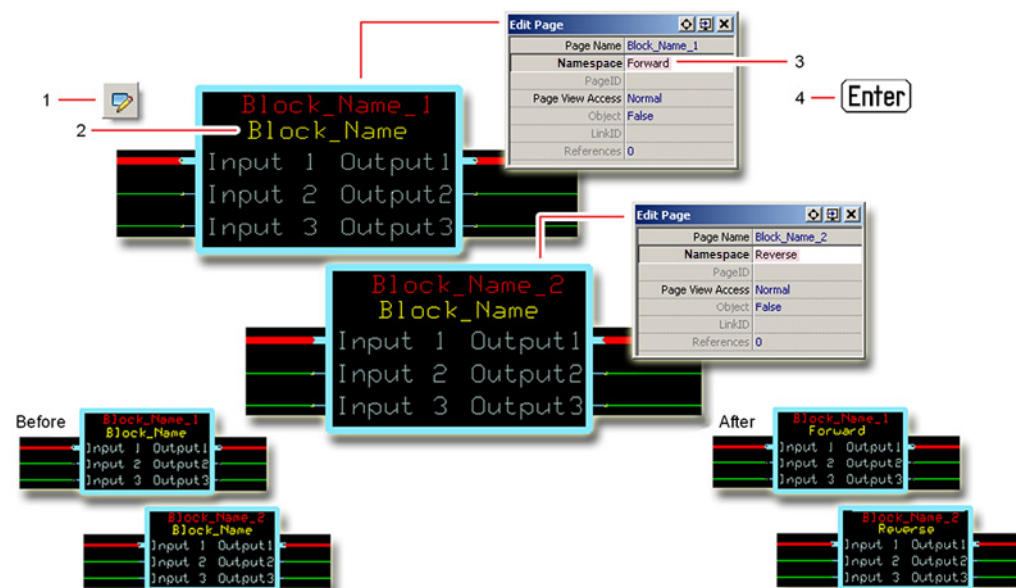 Edit Page
Page Name Block_Name_1
Namespace Forward
PageID
Page View Access Normal
Object False
LinkID
References 0
1
2
3
4
Enter
Block_Name_1
Block_Name
Input 1 Output1
Input 2 Output2
Input 3 Output3
Edit Page
Page Name Block_Name_2
Namespace Reverse
PageID
Page View Access Normal
Object False
LinkID
References 0
Block_Name_2
Block_Name
Input 1 Output1
Input 2 Output2
Input 3 Output3
Before
Block_Name_1
Block_Name
Input 1 Output1
Input 2 Output2
Input 3 Output3
Block_Name_2
Block_Name
Input 1 Output1
Input 2 Output2
Input 3 Output3
After
Block_Name_1
Forward
Input 1 Output1
Input 2 Output2
Input 3 Output3
Block_Name_2
Reverse
Input 1 Output1
Input 2 Output2
Input 3 Output3